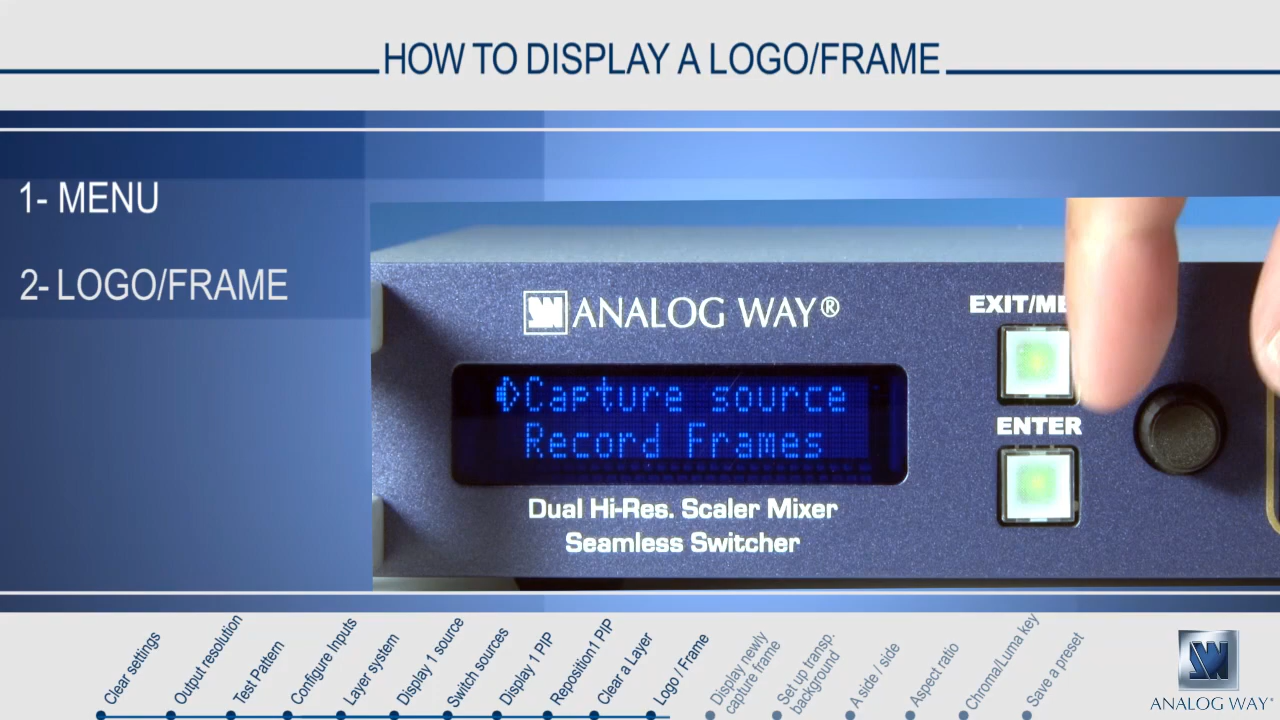 HOW TO DISPLAY A LOGO/FRAME
1- MENU
2- LOGO/FRAME
ANALOG WAY®
EXIT/ME
Capture source
Record Frames
ENTER
Dual Hi-Res. Scaler Mixer
Seamless Switcher
Clear settings
Output resolution
Test Pattern
Configure Inputs
Layer system
Display 1 source
Switch sources
Display 1 PIP
Reposition1 PIP
Clear a Layer
Logo / Frame
Display newly
capture frame
Set up transp.
background
A side / side
Aspect ratio
Chroma/Luma key
Save a preset
ANALOG WAY®